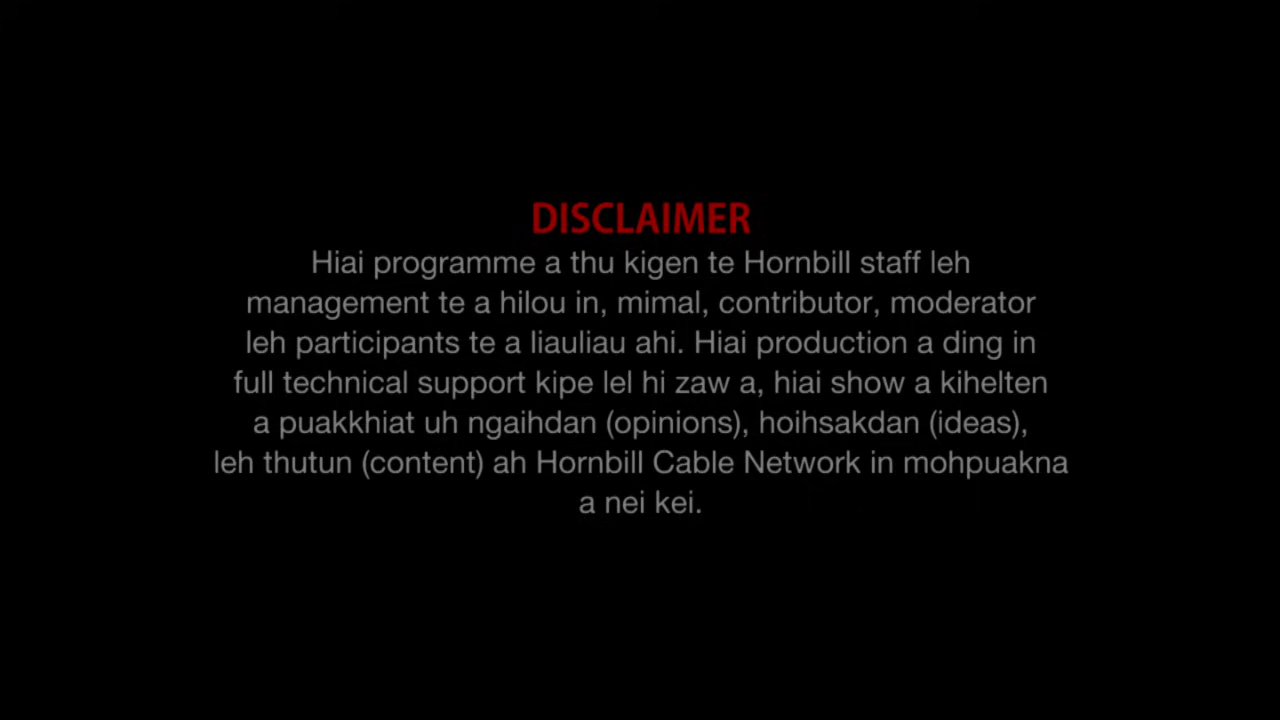 DISCLAIMER
Hiai programme a thu kigen te Hornbill staff leh
management te a hilou in, mimal, contributor, moderator
leh participants te a liauliau ahi. Hiai production a ding in
full technical support kipe lel hi zaw a, hiai show a kihelten
a puakkhiat uh ngaihdan (opinions), hoihsakdan (ideas),
leh thutun (content) ah Hornbill Cable Network in mohpuakna
a nei kei.